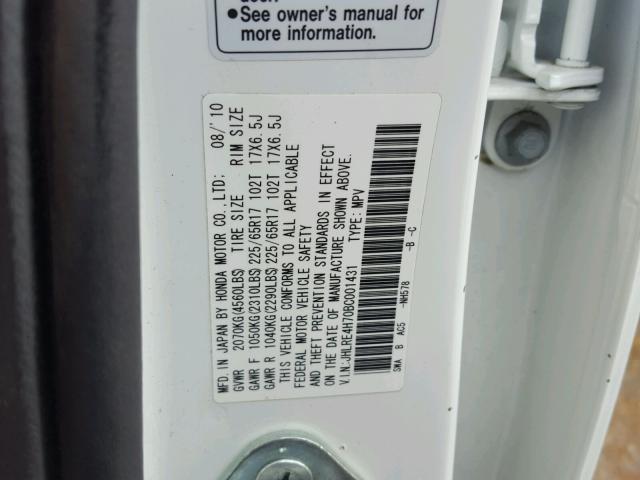 ●See owner's manual for
more information.
MFD. IN JAPAN BY HONDA MOTOR CO., LTD: 08/'10
GVWR 2070KG(4560LBS) TIRE SIZE RIM SIZE
GAWR F 1050KG(2310LBS) 225/65R17 102T 17X6.5J
GAWR R 1040KG(2290LBS) 225/65R17 102T 17X6.5J
THIS VEHICLE CONFORMS TO ALL APPLICABLE
FEDERAL MOTOR VEHICLE SAFETY
AND THEFT PREVENTION STANDARDS IN EFFECT
ON THE DATE OF MANUFACTURE SHOWN ABOVE.
V.I.N.:JHLRE4H70BC001431 TYPE: MPV
SWA B AC5 -NH578 -B -C